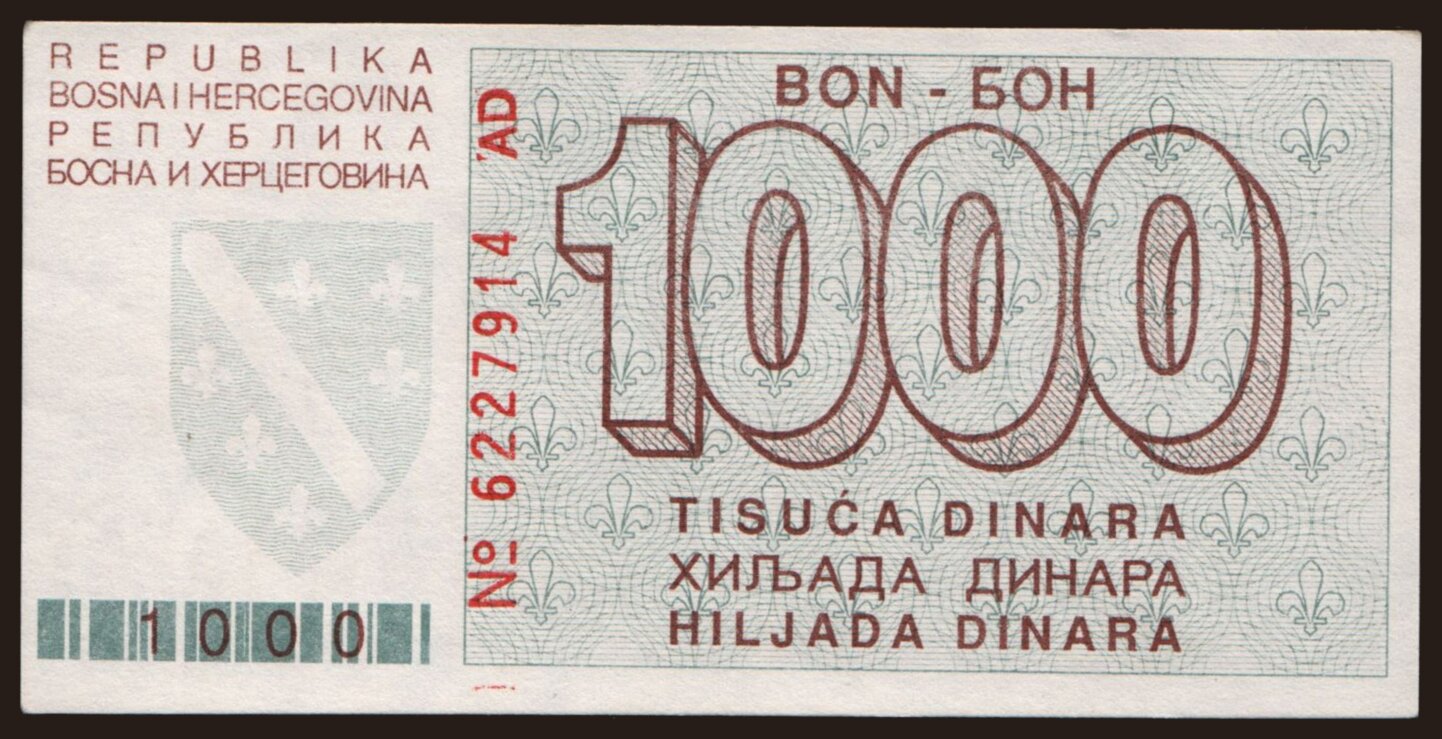 REPUBLIKA
BOSNA I HERCEGOVINA
РЕПУБЛИКА
БОСНА И ХЕРЦЕГОВИНА
1000
№ 6227914 AD
BON - БОН
1000
TISUĆA DINARA
ХИЉАДА ДИНАРА
HILJADA DINARA